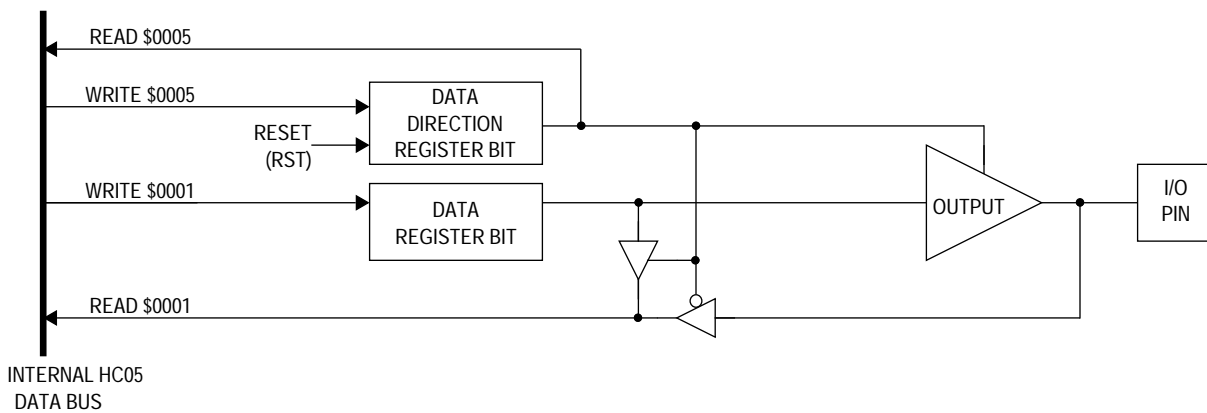 READ $0005
WRITE $0005
RESET
(RST)
DATA
DIRECTION
REGISTER BIT
WRITE $0001
DATA
REGISTER BIT
OUTPUT
I/O
PIN
READ $0001
INTERNAL HC05
DATA BUS